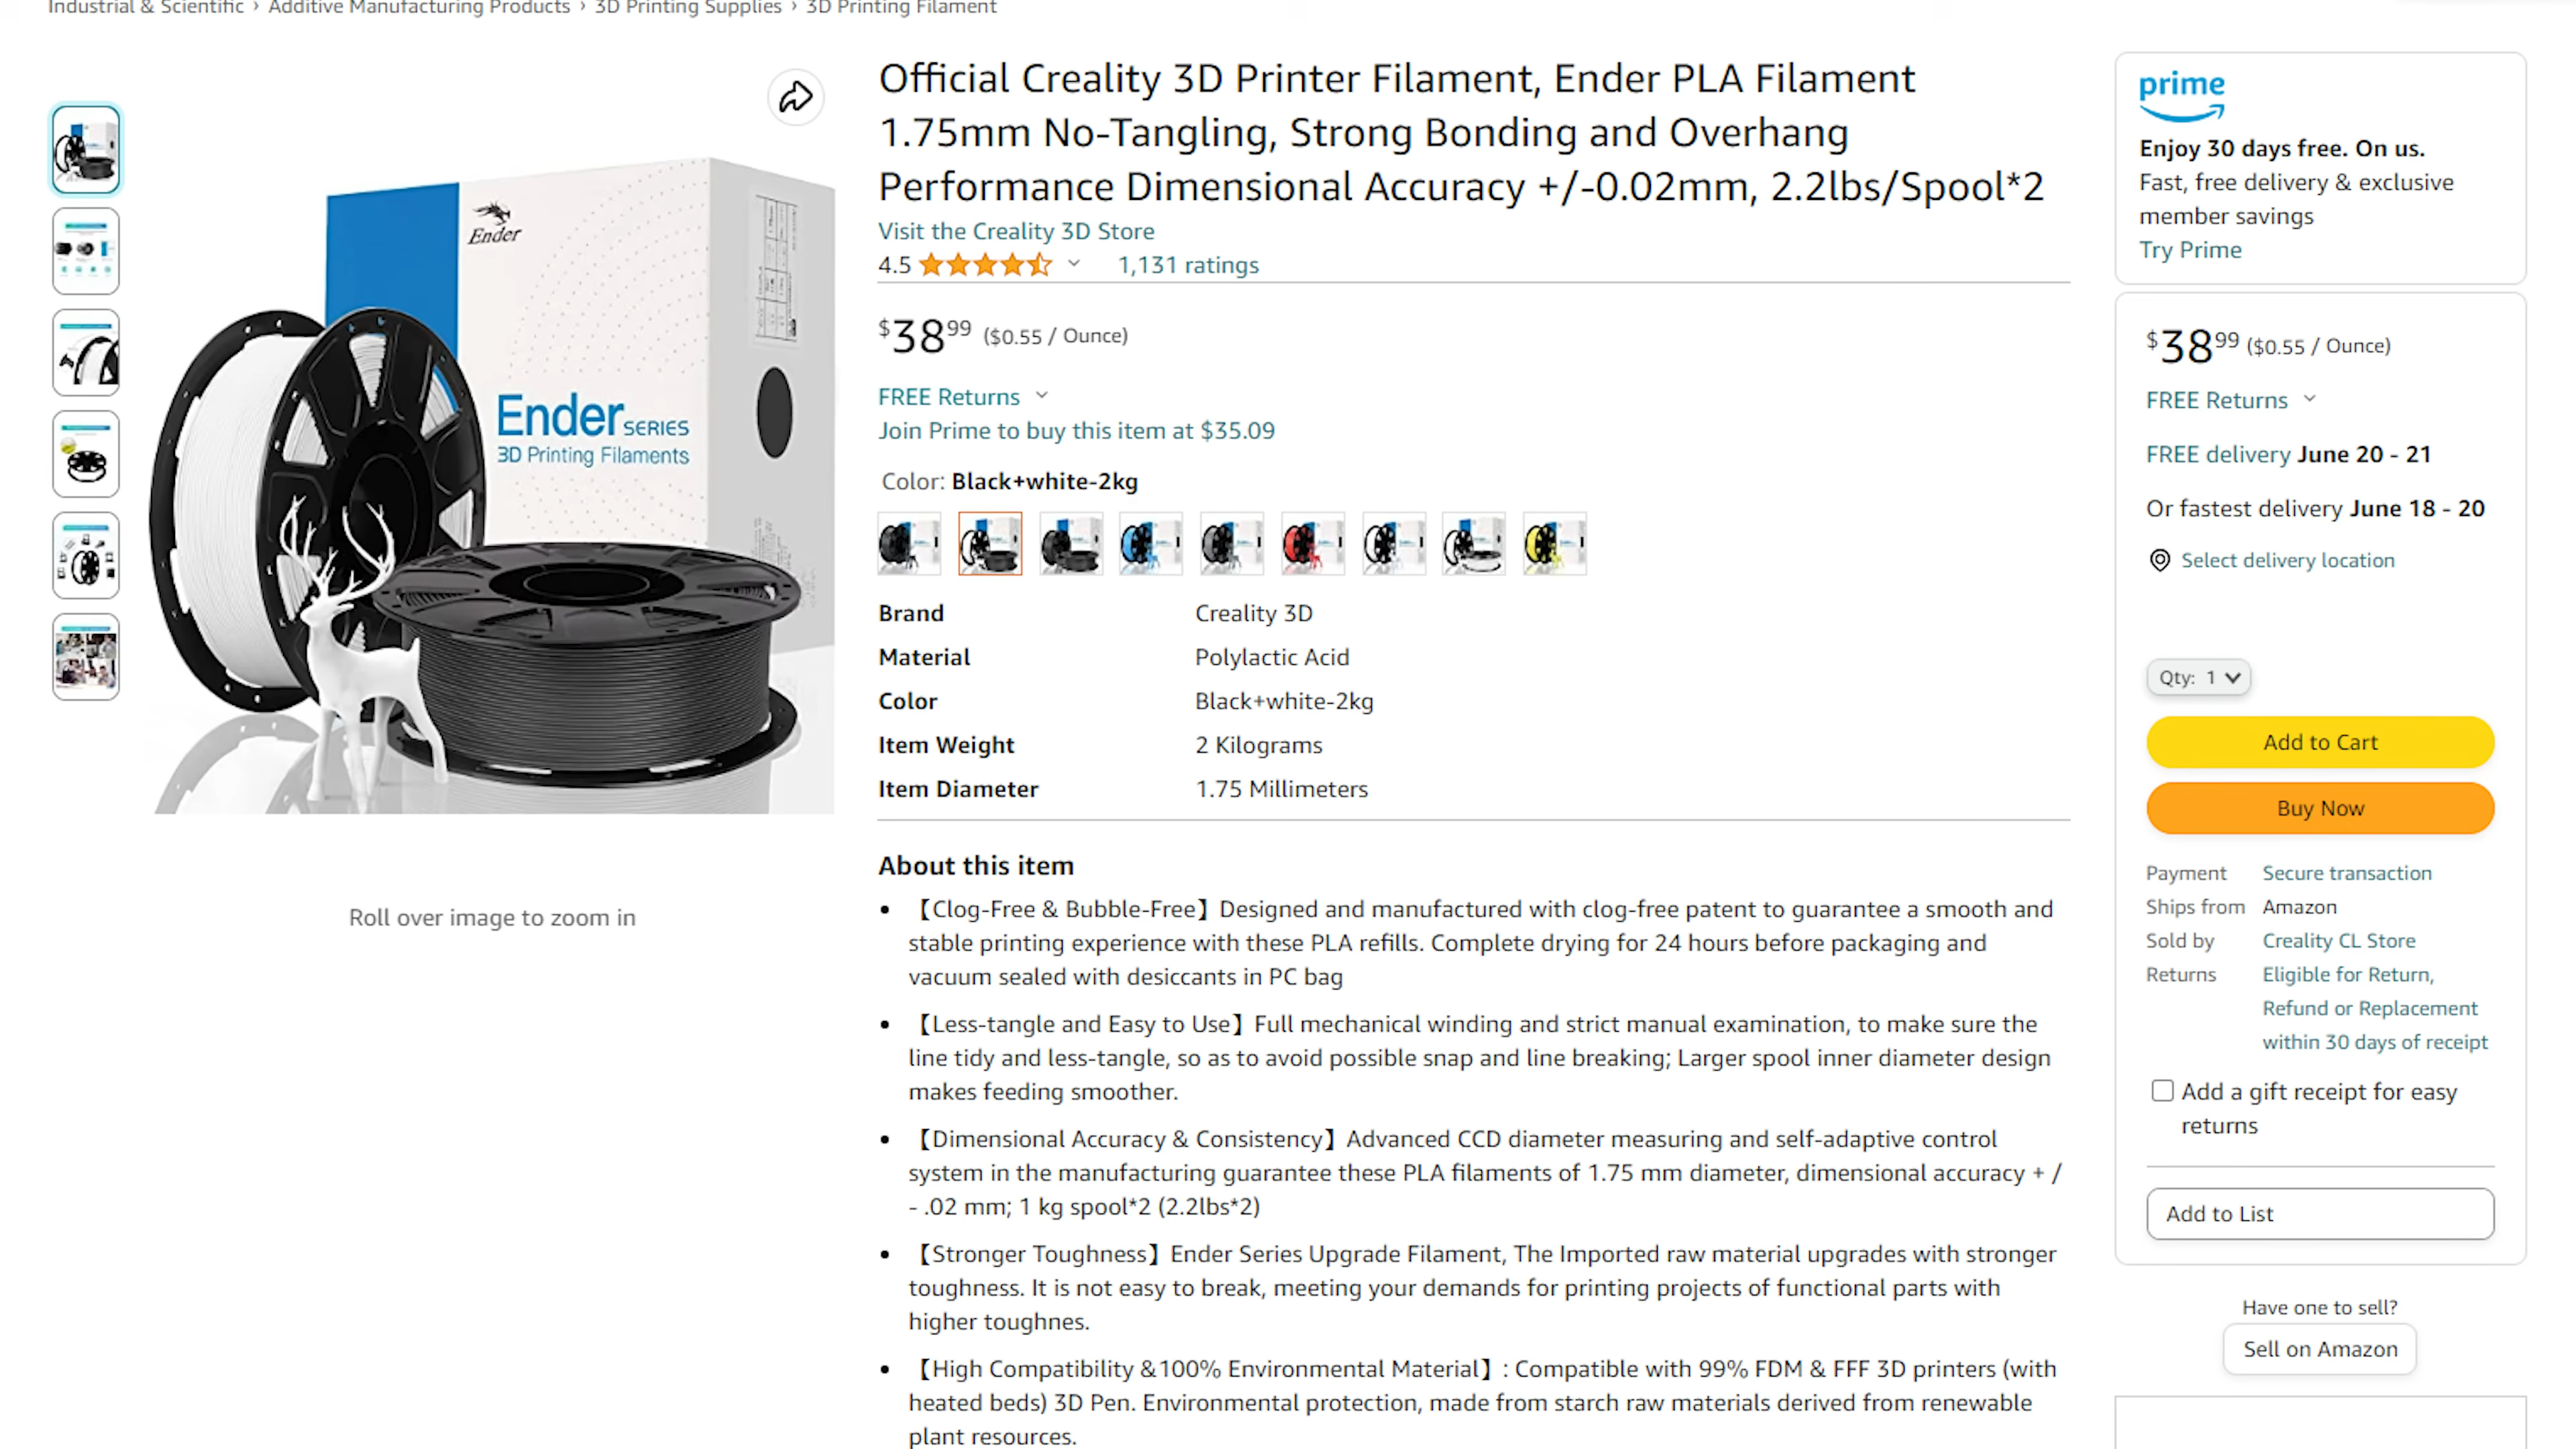 Industrial & Scientific › Additive Manufacturing Products › 3D Printing Supplies › 3D Printing Filament
Official Creality 3D Printer Filament, Ender PLA Filament
1.75mm No-Tangling, Strong Bonding and Overhang
Performance Dimensional Accuracy +/-0.02mm, 2.2lbs/Spool*2
Visit the Creality 3D Store
4.5 1,131 ratings
$38.99 ($0.55 / Ounce)
FREE Returns
Join Prime to buy this item at $35.09
Color: Black+white-2kg
Brand Creality 3D
Material Polylactic Acid
Color Black+white-2kg
Item Weight 2 Kilograms
Item Diameter 1.75 Millimeters
About this item
• 【Clog-Free & Bubble-Free】Designed and manufactured with clog-free patent to guarantee a smooth and
stable printing experience with these PLA refills. Complete drying for 24 hours before packaging and
vacuum sealed with desiccants in PC bag
• 【Less-tangle and Easy to Use】Full mechanical winding and strict manual examination, to make sure the
line tidy and less-tangle, so as to avoid possible snap and line breaking; Larger spool inner diameter design
makes feeding smoother.
• 【Dimensional Accuracy & Consistency】Advanced CCD diameter measuring and self-adaptive control
system in the manufacturing guarantee these PLA filaments of 1.75 mm diameter, dimensional accuracy + /
- .02 mm; 1 kg spool*2 (2.2lbs*2)
• 【Stronger Toughness】Ender Series Upgrade Filament, The Imported raw material upgrades with stronger
toughness. It is not easy to break, meeting your demands for printing projects of functional parts with
higher toughnes.
• 【High Compatibility &100% Environmental Material】: Compatible with 99% FDM & FFF 3D printers (with
heated beds) 3D Pen. Environmental protection, made from starch raw materials derived from renewable
plant resources.
Ender
Ender SERIES
3D Printing Filaments
Roll over image to zoom in
prime
Enjoy 30 days free. On us.
Fast, free delivery & exclusive
member savings
Try Prime
$38.99 ($0.55 / Ounce)
FREE Returns
FREE delivery June 20 - 21
Or fastest delivery June 18 - 20
Select delivery location
Qty: 1
Add to Cart
Buy Now
Payment Secure transaction
Ships from Amazon
Sold by Creality CL Store
Returns Eligible for Return,
Refund or Replacement
within 30 days of receipt
Add a gift receipt for easy
returns
Add to List
Have one to sell?
Sell on Amazon